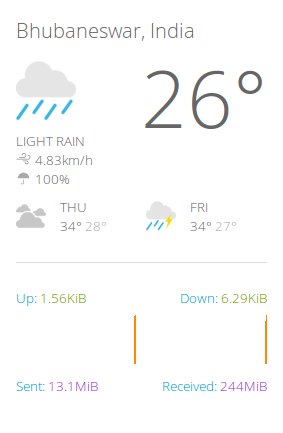 Bhubaneswar, India
26°
LIGHT RAIN
4.83km/h
100%
THU
34° 28°
FRI
34° 27°
Up: 1.56KiB
Down: 6.29KiB
Sent: 13.1MiB
Received: 244MiB